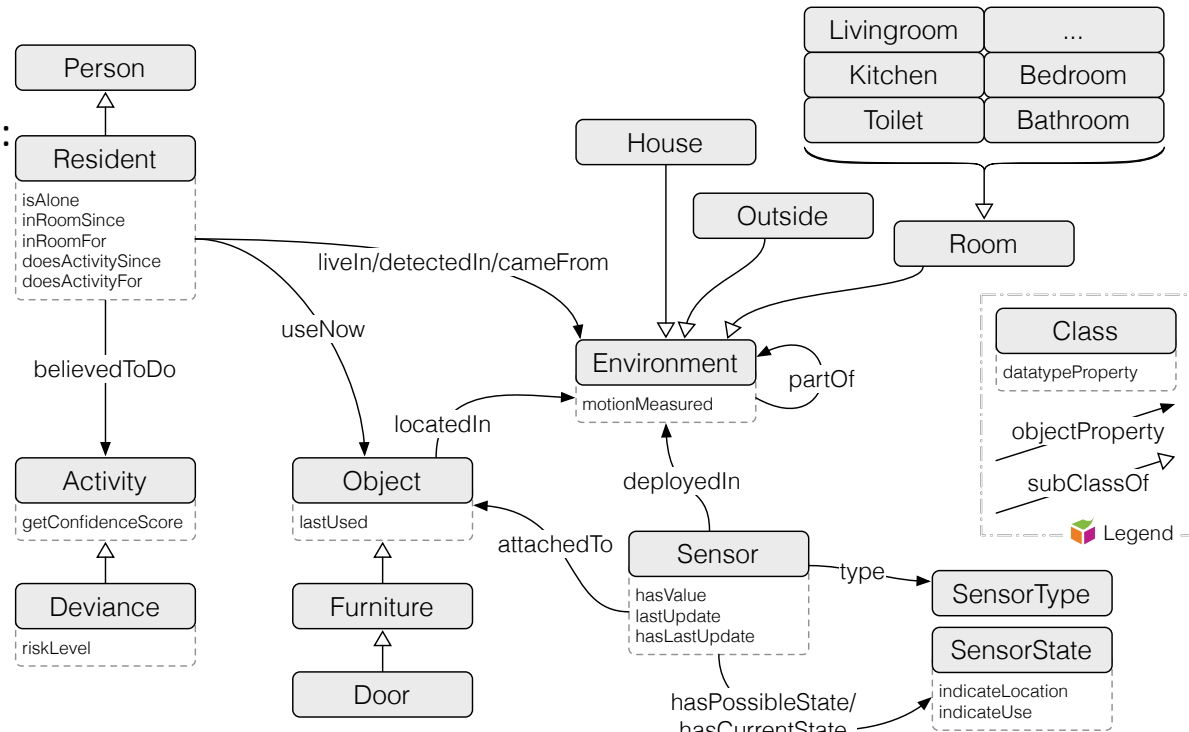 Person
:
Resident
isAlone
inRoomSince
inRoomFor
doesActivitySince
doesActivityFor
believedToDo
Activity
getConfidenceScore
Deviance
riskLevel
useNow
liveIn/detectedIn/cameFrom
locatedIn
Object
lastUsed
Furniture
Door
House
Outside
Livingroom
...
Kitchen
Bedroom
Toilet
Bathroom
Room
Environment
motionMeasured
partOf
deployedIn
attachedTo
Sensor
hasValue
lastUpdate
hasLastUpdate
type
SensorType
SensorState
indicateLocation
indicateUse
hasPossibleState/
hasCurrentState
Class
datatypeProperty
objectProperty
subClassOf
Legend